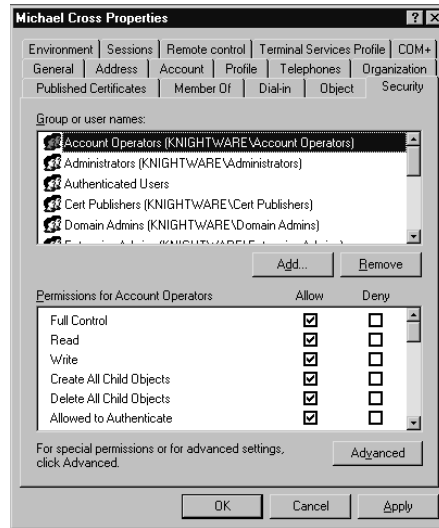 Michael Cross Properties
Environment Sessions Remote control Terminal Services Profile COM+
General Address Account Profile Telephones Organization
Published Certificates Member Of Dial-in Object Security
Group or user names:
Account Operators (KNIGHTWARE\Account Operators)
Administrators (KNIGHTWARE\Administrators)
Authenticated Users
Cert Publishers (KNIGHTWARE\Cert Publishers)
Domain Admins (KNIGHTWARE\Domain Admins)
Add... Remove
Permissions for Account Operators Allow Deny
Full Control
Read
Write
Create All Child Objects
Delete All Child Objects
Allowed to Authenticate
For special permissions or for advanced settings,
click Advanced.
Advanced
OK Cancel Apply